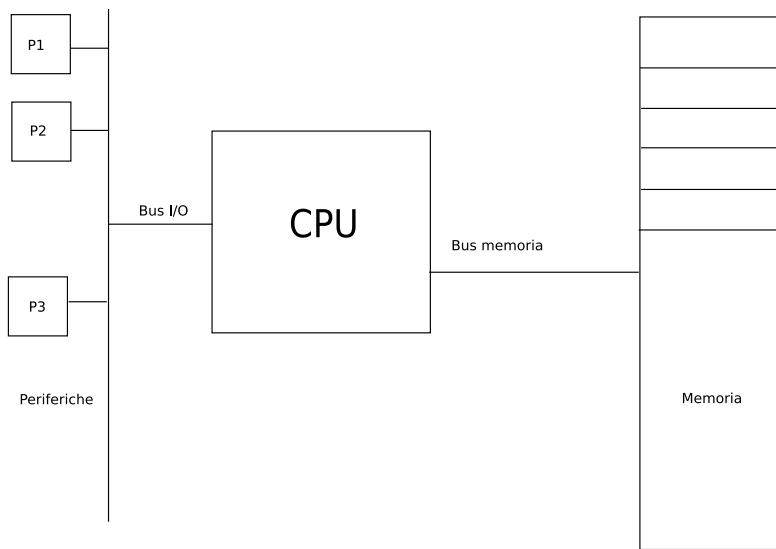 P1
P2
Bus I/O
CPU
Bus memoria
P3
Periferiche
Memoria